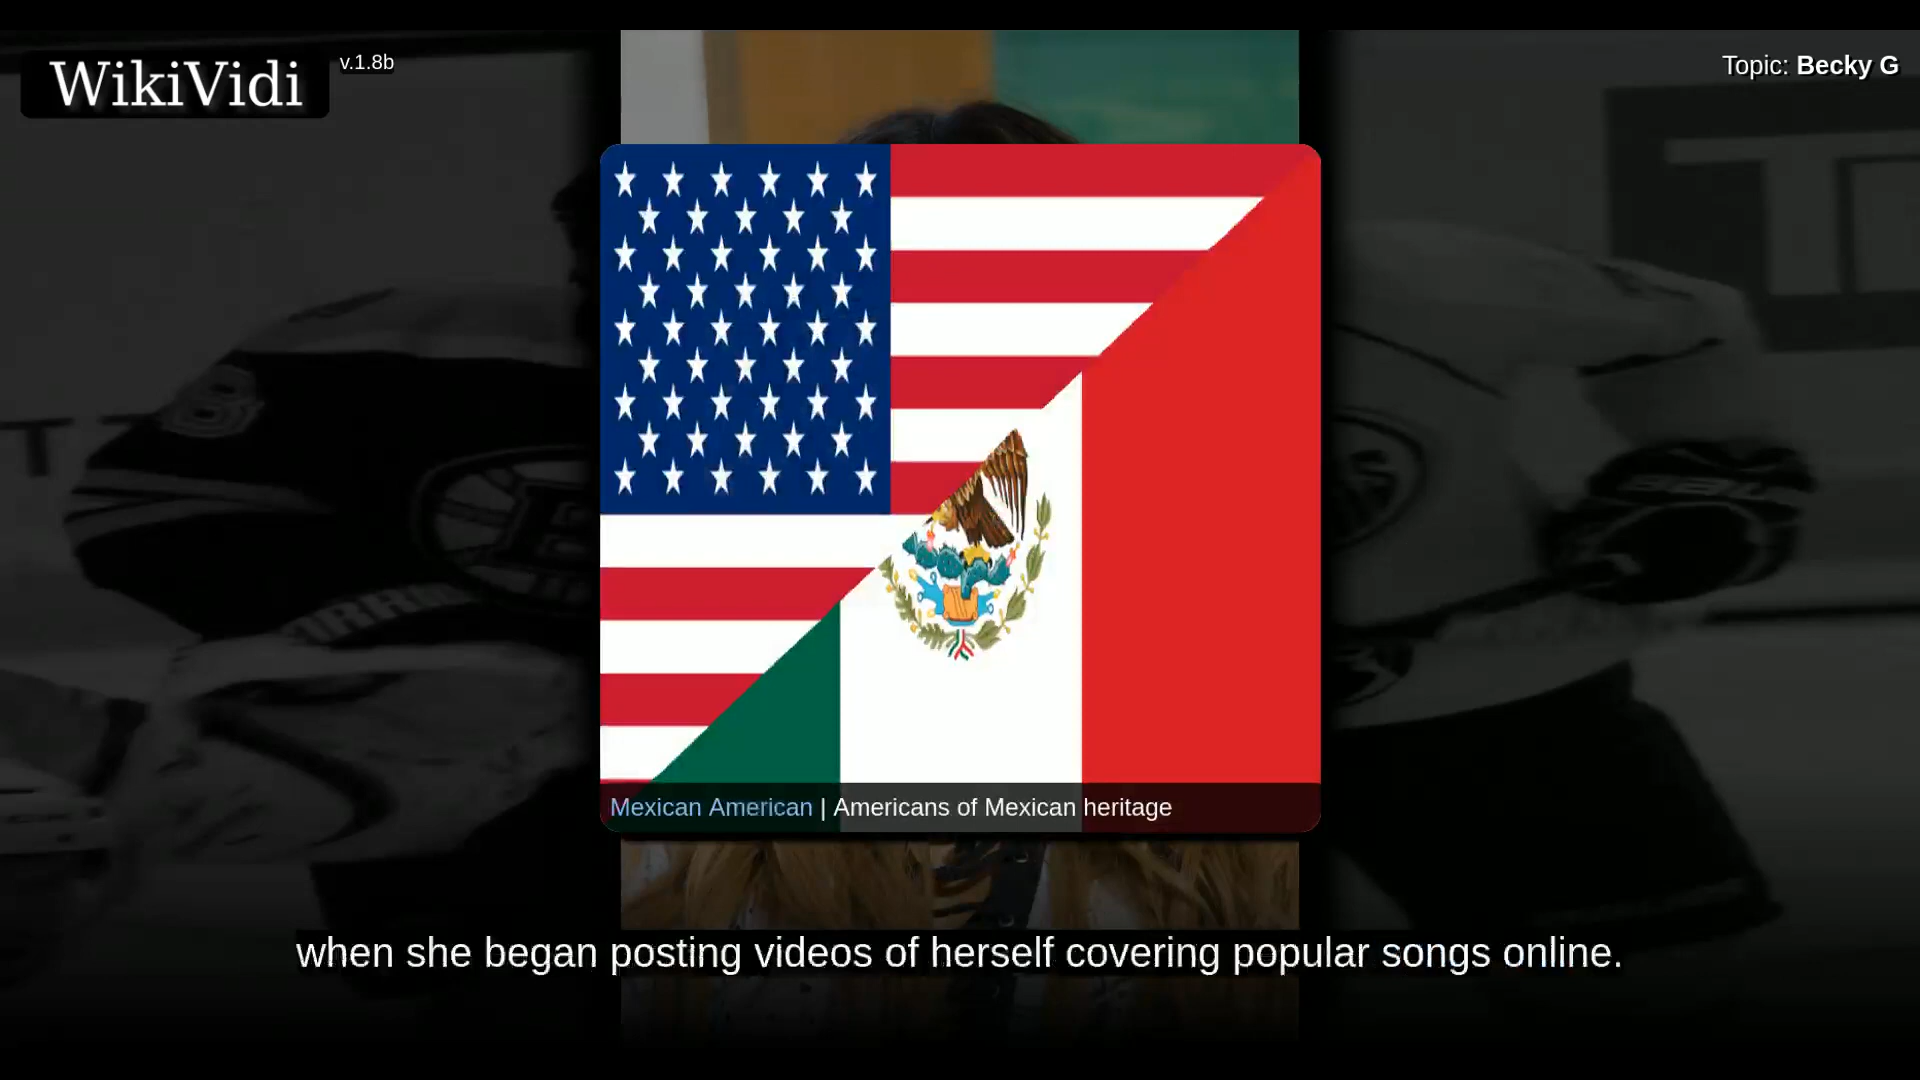 WikiVidi
v.1.8b
Topic: Becky G
Mexican American | Americans of Mexican heritage
when she began posting videos of herself covering popular songs online.